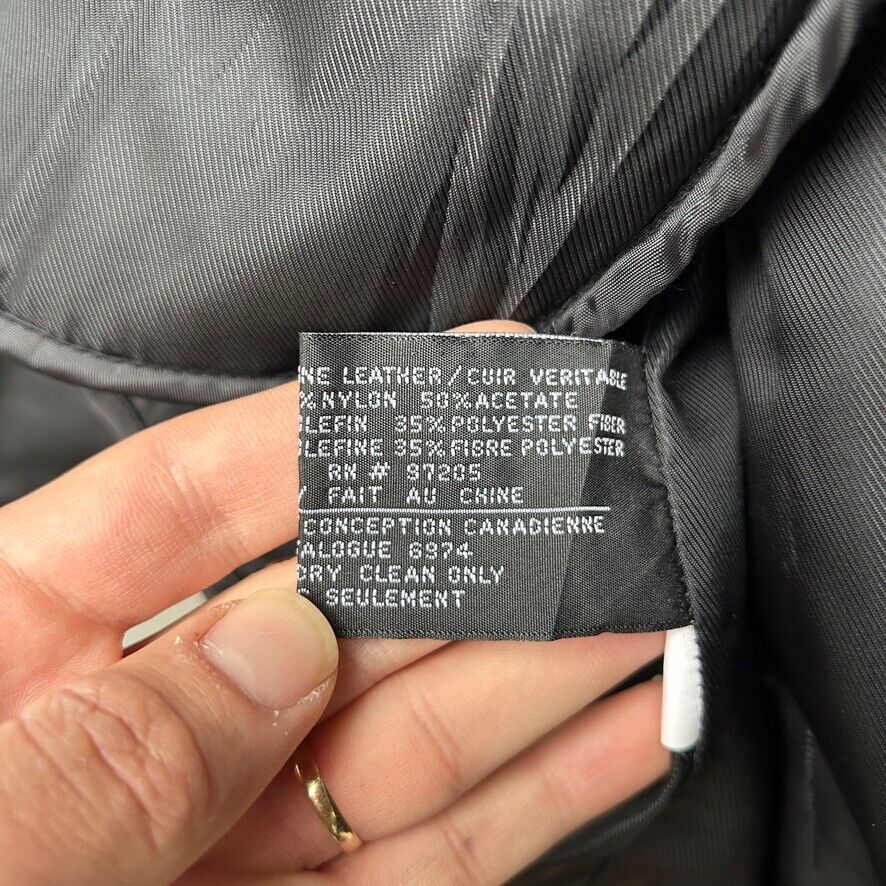 NE LEATHER/CUIR VERITABLE
%NYLON 50%ACETATE
LEFIN 35%POLYESTER FIBER
LEFINE 35%FIBRE POLYESTER
RN # 97205
FAIT AU CHINE
CONCEPTION CANADIENNE
ALOGUE 6974
DRY CLEAN ONLY
SEULEMENT